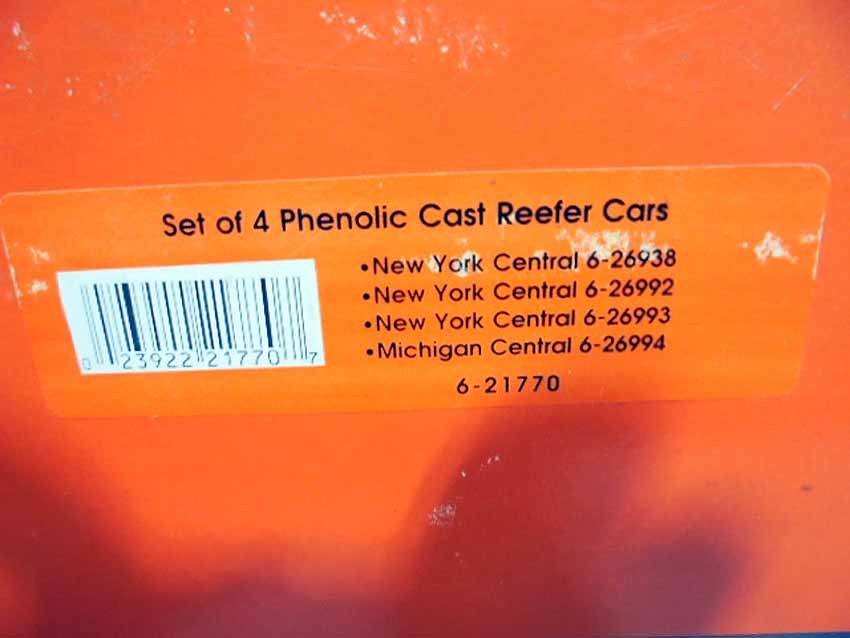 Set of 4 Phenolic Cast Reefer Cars
•New York Central 6-26938
•New York Central 6-26992
•New York Central 6-26993
•Michigan Central 6-26994
6-21770
0 23922 21770 7